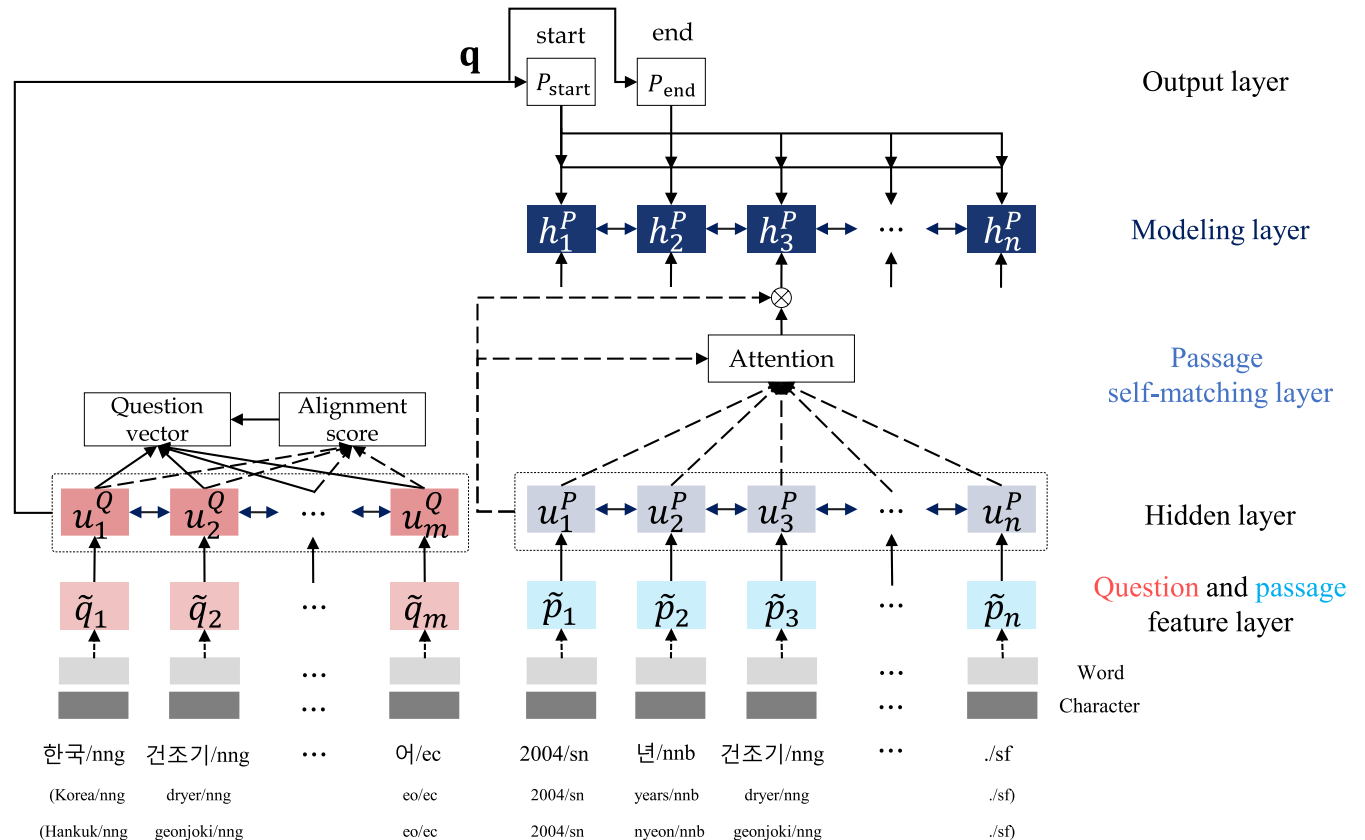 start end
q
P_start P_end
Output layer
h_1^P h_2^P h_3^P ... h_n^P
Modeling layer
⊗
Attention
Passage
self-matching layer
Question
vector
Alignment
score
u_1^Q u_2^Q ... u_m^Q u_1^P u_2^P u_3^P ... u_n^P
Hidden layer
q̃_1 q̃_2 ... q̃_m p̃_1 p̃_2 p̃_3 ... p̃_n
Question and passage
feature layer
... ... Word
... ... Character
한국/nng 건조기/nng ... 어/ec 2004/sn 년/nnb 건조기/nng ... ./sf
(Korea/nng dryer/nng eo/ec 2004/sn years/nnb dryer/nng ./sf)
(Hankuk/nng geonjoki/nng eo/ec 2004/sn nyeon/nnb geonjoki/nng ./sf)